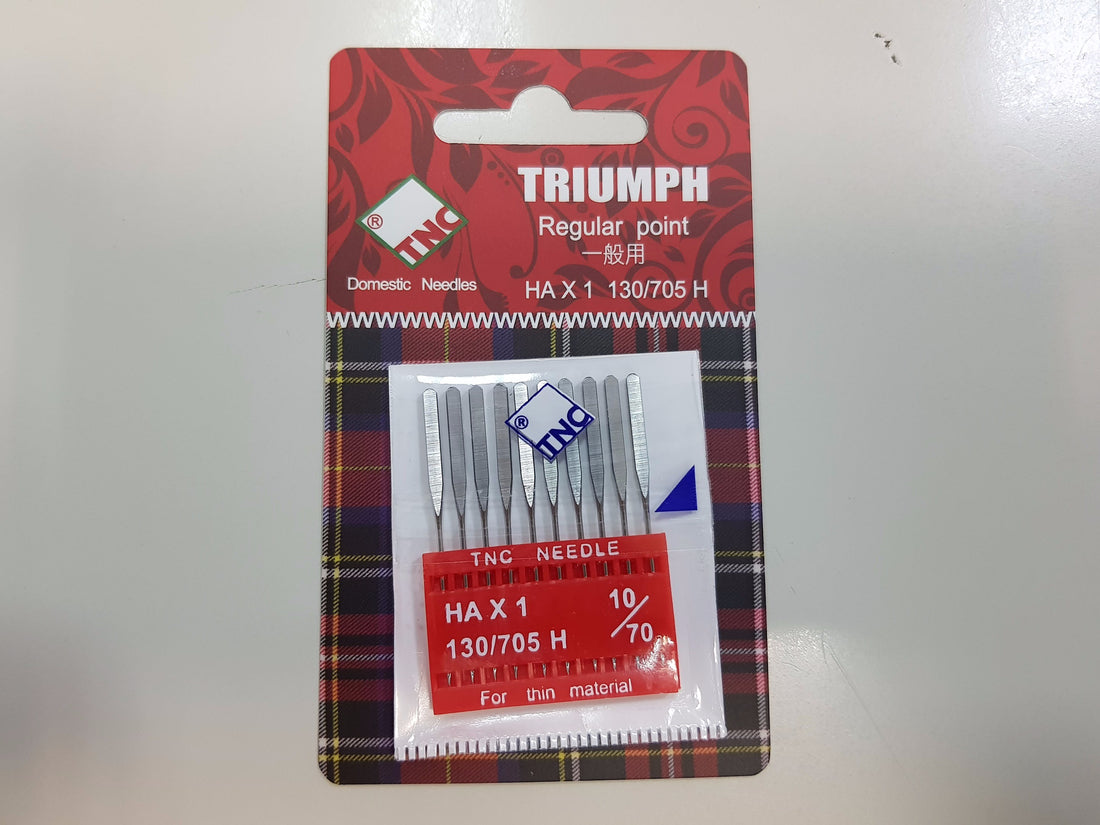 TRIUMPH
Regular point
一般用
HA X 1 130/705 H
® TNC
Domestic Needles
® TNC
TNC NEEDLE
HA X 1 10/70
130/705 H
For thin material